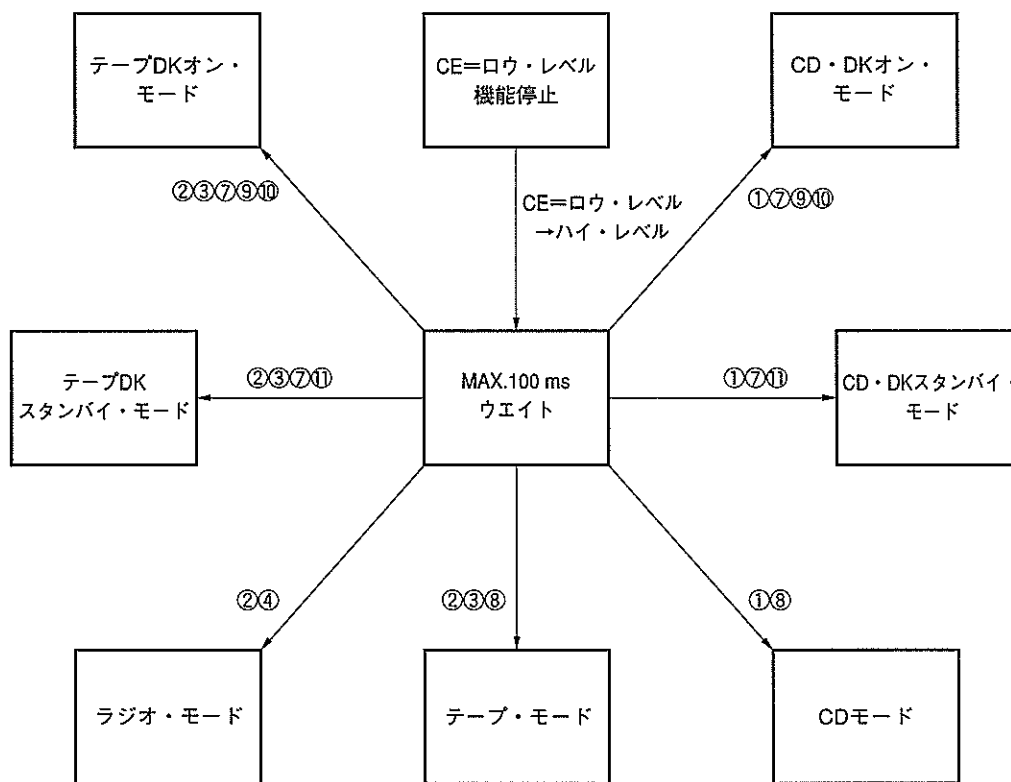 テープDKオン・
モード
CE＝ロウ・レベル
機能停止
CD・DKオン・
モード
②③⑦⑨⑩
CE＝ロウ・レベル
→ハイ・レベル
①⑦⑨⑩
テープDK
スタンバイ・モード
②③⑦⑪
MAX.100 ms
ウエイト
①⑦⑪
CD・DKスタンバイ・
モード
②④
②③⑧
①⑧
ラジオ・モード
テープ・モード
CDモード